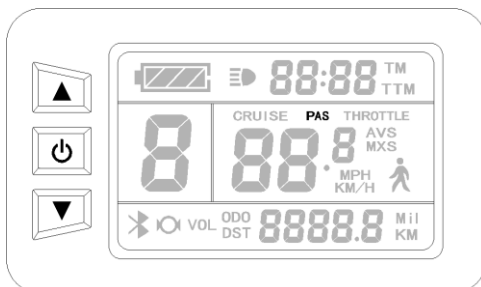 88:88 TM
TTM
CRUISE PAS THROTTLE
8 88.8 AVS
MXS
MPH
KM/H
VOL ODO 8888.8 Mil
DST KM